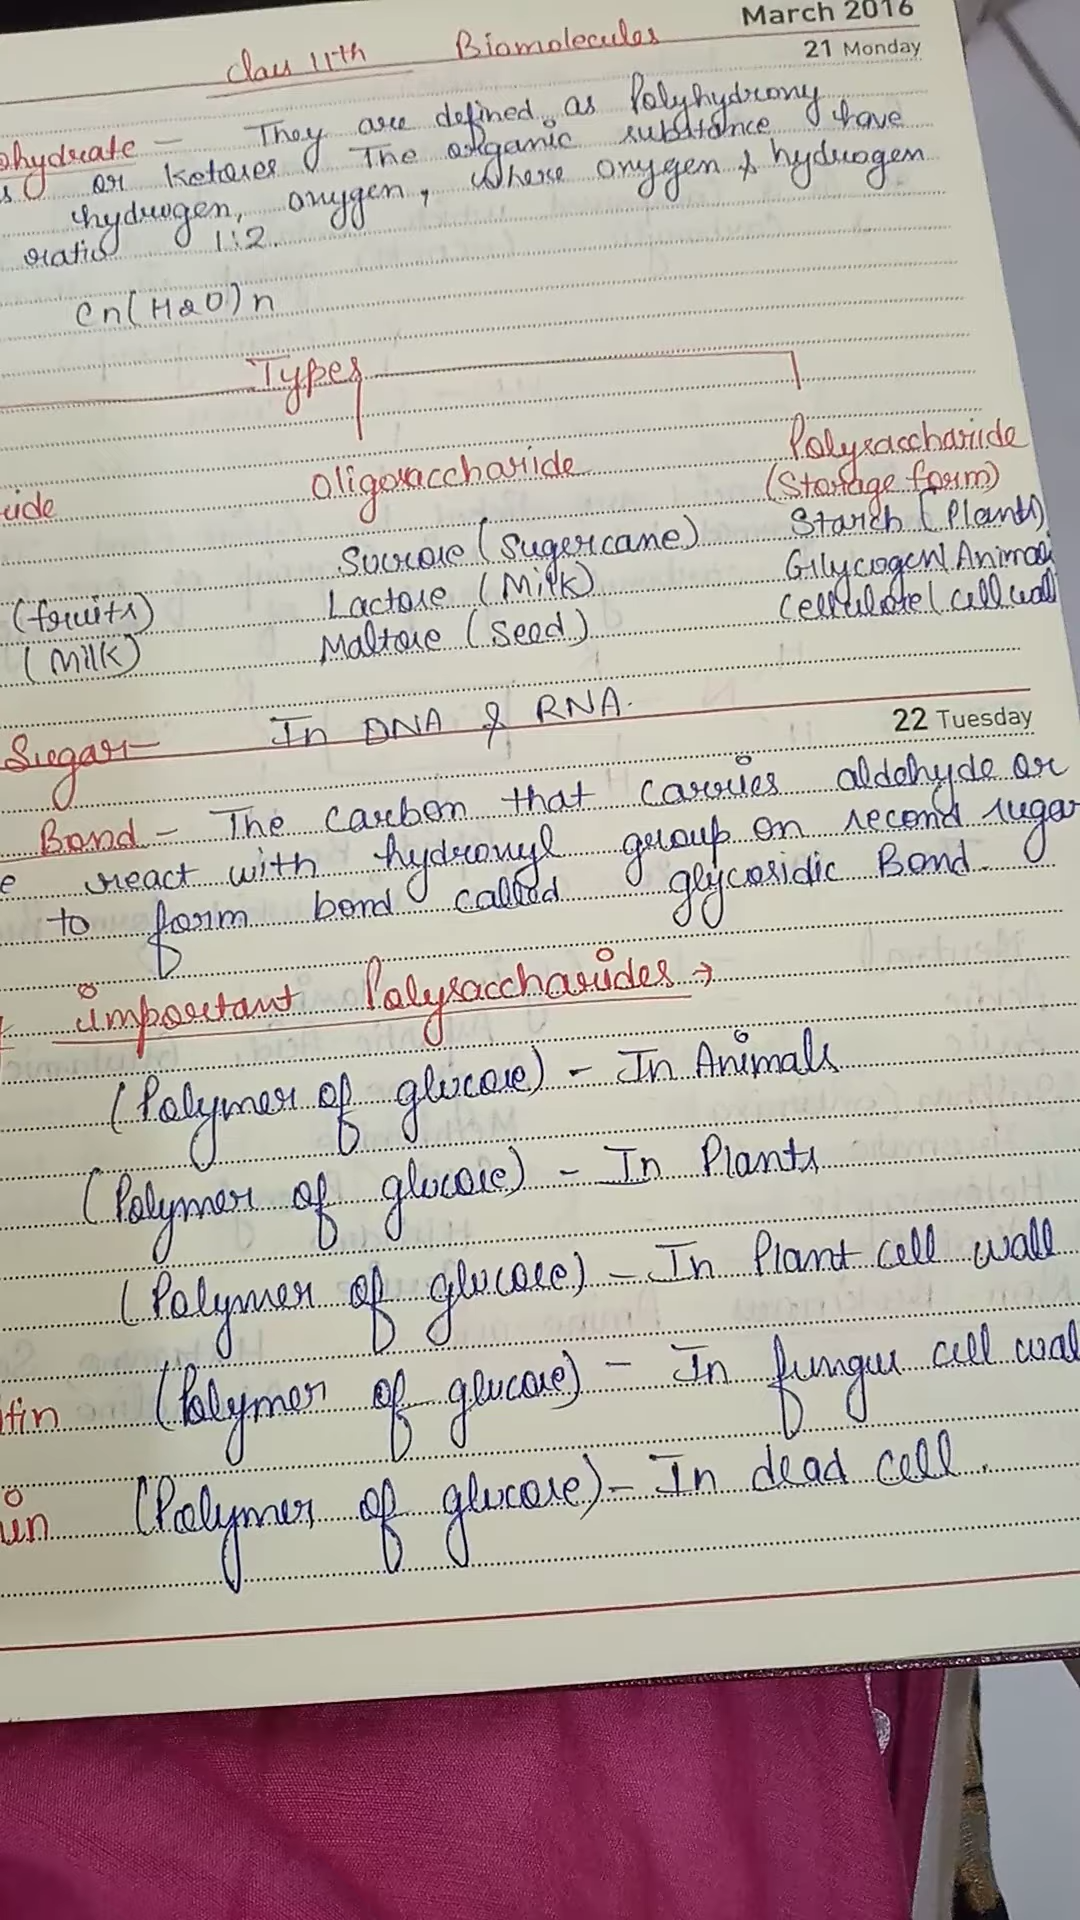 March 2016
21 Monday
Class 11th Biomolecules
ohydrate - They are defined as Polyhydroxy
s or Ketoses The organic substance have
hydrogen, oxygen, where oxygen & hydrogen
ratio 1:2.
Cn(H2O)n
Types
ide Oligosaccharide Polysaccharide
(Storage form)
Sucrose (Sugercane) Starch (Plants)
(fruits) Lactose (Milk) Glycogen( Animal
(Milk) Maltose (Seed) Cellulose( cell wall
22 Tuesday
Sugar- In DNA & RNA.
Bond - The carbon that carries aldehyde or
e react with hydroxyl group on second sugar
to form bond called glycosidic Bond.
important Polysaccharides →
(Polymer of glucose) - In Animals
(Polymer of glucose) - In Plants
(Polymer of glucose) - In Plant cell wall
tin (Polymer of glucose) - In fungus cell wal
in (Polymer of glucose) - In dead cell.